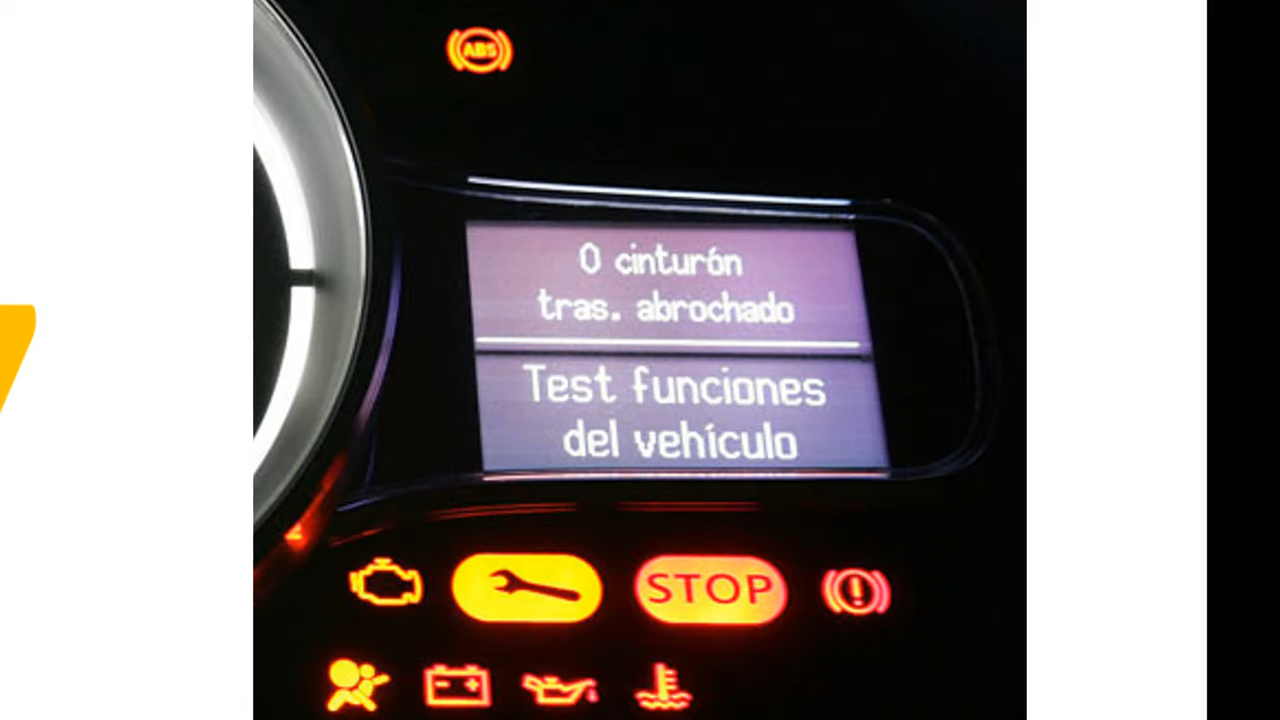 ABS
0 cinturón
tras. abrochado
Test funciones
del vehículo
STOP